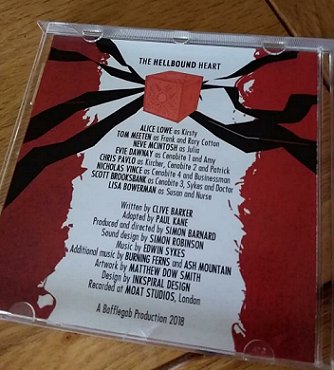 THE HELLBOUND HEART
ALICE LOWE as Kirsty
TOM MEETEN as Frank and Rory Cotton
NEVE MCINTOSH as Julia
EVIE DAWNAY as Cenobite 1 and Amy
CHRIS PAVLO as Kircher, Cenobite 2 and Patrick
NICHOLAS VINCE as Cenobite 4 and Businessman
SCOTT BROOKSBANK as Cenobite 3, Sykes and Doctor
LISA BOWERMAN as Susan and Nurse
Written by CLIVE BARKER
Adapted by PAUL KANE
Produced and directed by SIMON BARNARD
Sound design by SIMON ROBINSON
Music by EDWIN SYKES
Additional music by BURNING FERNS and ASH MOUNTAIN
Artwork by MATTHEW DOW SMITH
Design by INKSPIRAL DESIGN
Recorded at MOAT STUDIOS, London
A Bafflegab Production 2018